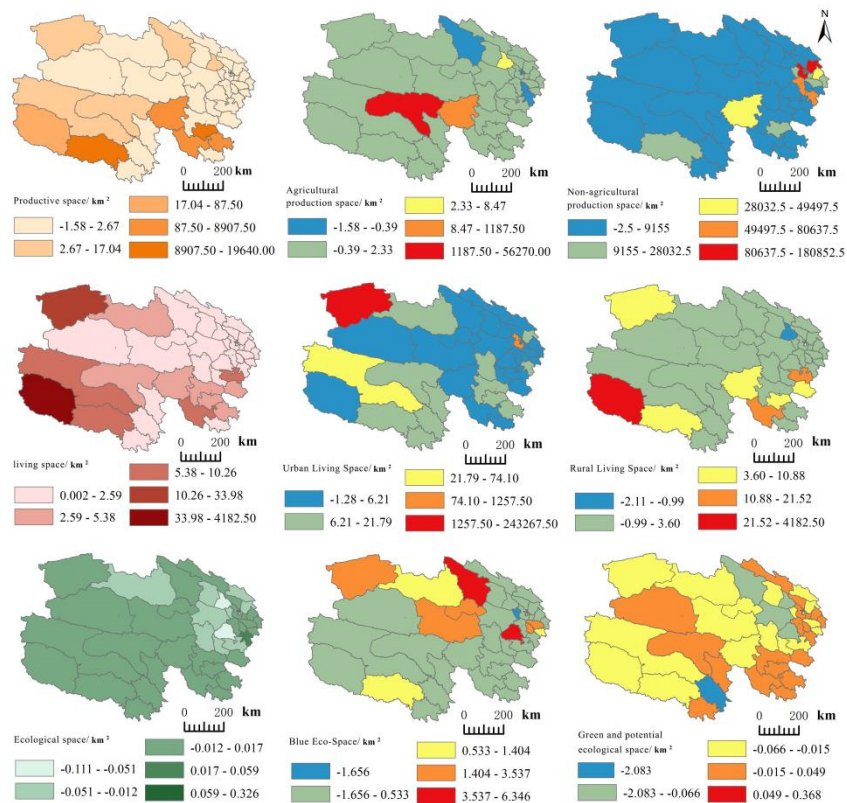 N
0 200
km
0 200
km
0 200
km
Productive space/ km²
17.04 - 87.50
-1.58 - 2.67
87.50 - 8907.50
2.67 - 17.04
8907.50 - 19640.00
Agricultural
production space/ km²
2.33 - 8.47
-1.58 - -0.39
8.47 - 1187.50
-0.39 - 2.33
1187.50 - 56270.00
Non-agricultural
production space/ km²
28032.5 - 49497.5
-2.5 - 9155
49497.5 - 80637.5
9155 - 28032.5
80637.5 - 180852.5
0 200
km
0 200
km
0 200
km
living space/ km²
5.38 - 10.26
0.002 - 2.59
10.26 - 33.98
2.59 - 5.38
33.98 - 4182.50
Urban Living Space/ km²
21.79 - 74.10
-1.28 - 6.21
74.10 - 1257.50
6.21 - 21.79
1257.50 - 243267.50
Rural Living Space/ km²
3.60 - 10.88
-2.11 - -0.99
10.88 - 21.52
-0.99 - 3.60
21.52 - 4182.50
0 200
km
0 200
km
0 200
km
Ecological space/ km²
-0.012 - 0.017
-0.111 - -0.051
0.017 - 0.059
-0.051 - -0.012
0.059 - 0.326
Blue Eco-Space/ km²
0.533 - 1.404
-1.656
1.404 - 3.537
-1.656 - 0.533
3.537 - 6.346
Green and potential
ecological space/ km²
-0.066 - -0.015
-2.083
-0.015 - 0.049
-2.083 - -0.066
0.049 - 0.368